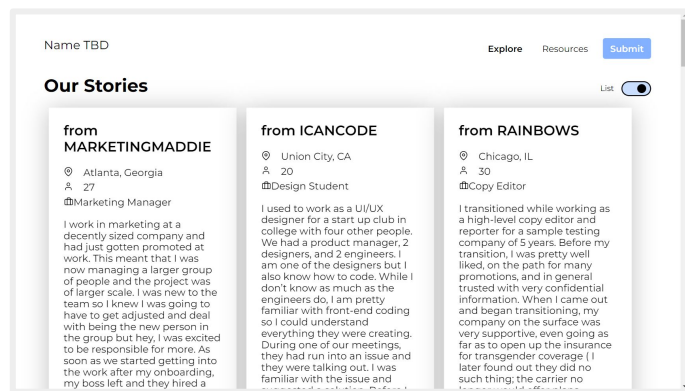 Name TBD
Explore
Resources
Submit
Our Stories
List
from
MARKETINGMADDIE
Atlanta, Georgia
27
Marketing Manager
I work in marketing at a
decently sized company and
had just gotten promoted at
work. This meant that I was
now managing a larger group
of people and the project was
of larger scale. I was new to the
team so I knew I was going to
have to get adjusted and deal
with being the new person in
the group but hey, I was excited
to be responsible for more. As
soon as we started getting into
the work after my onboarding,
my boss left and they hired a
from ICANCODE
Union City, CA
20
Design Student
I used to work as a UI/UX
designer for a start up club in
college with four other people.
We had a product manager, 2
designers, and 2 engineers. I
am one of the designers but I
also know how to code. While I
don't know as much as the
engineers do, I am pretty
familiar with front-end coding
so I could understand
everything they were creating.
During one of our meetings,
they had run into an issue and
they were talking out. I was
familiar with the issue and
suggested a solution. Before I
from RAINBOWS
Chicago, IL
30
Copy Editor
I transitioned while working as
a high-level copy editor and
reporter for a sample testing
company of 5 years. Before my
transition, I was pretty well
liked, on the path for many
promotions, and in general
trusted with very confidential
information. When I came out
and began transitioning, my
company on the surface was
very supportive, even going as
far as to open up the insurance
for transgender coverage ( I
later found out they did no
such thing; the carrier no
longer would offer plans